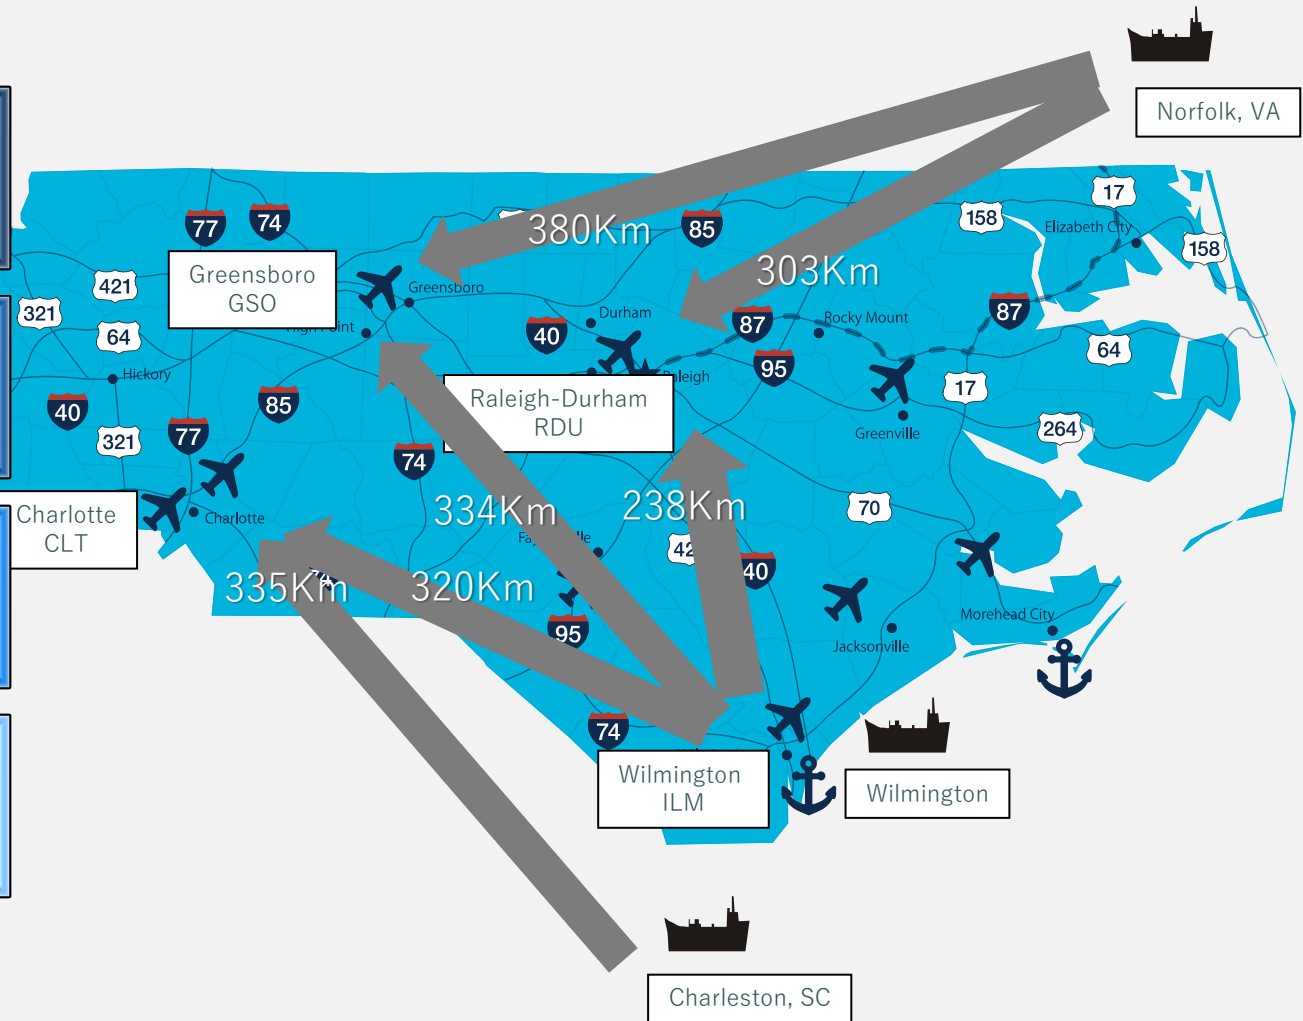 Norfolk, VA
17
158
Elizabeth City
158
77
74
85
380Km
303Km
Greensboro
GSO
Greensboro
421
321
64
Durham
40
87
Rocky Mount
87
64
Hickory
95
Raleigh
17
40
85
Raleigh-Durham
RDU
321
77
74
Greenville
264
Charlotte
CLT
Charlotte
334Km
238Km
70
335Km
320Km
40
95
Morehead City
Jacksonville
74
Wilmington
ILM
Wilmington
Charleston, SC